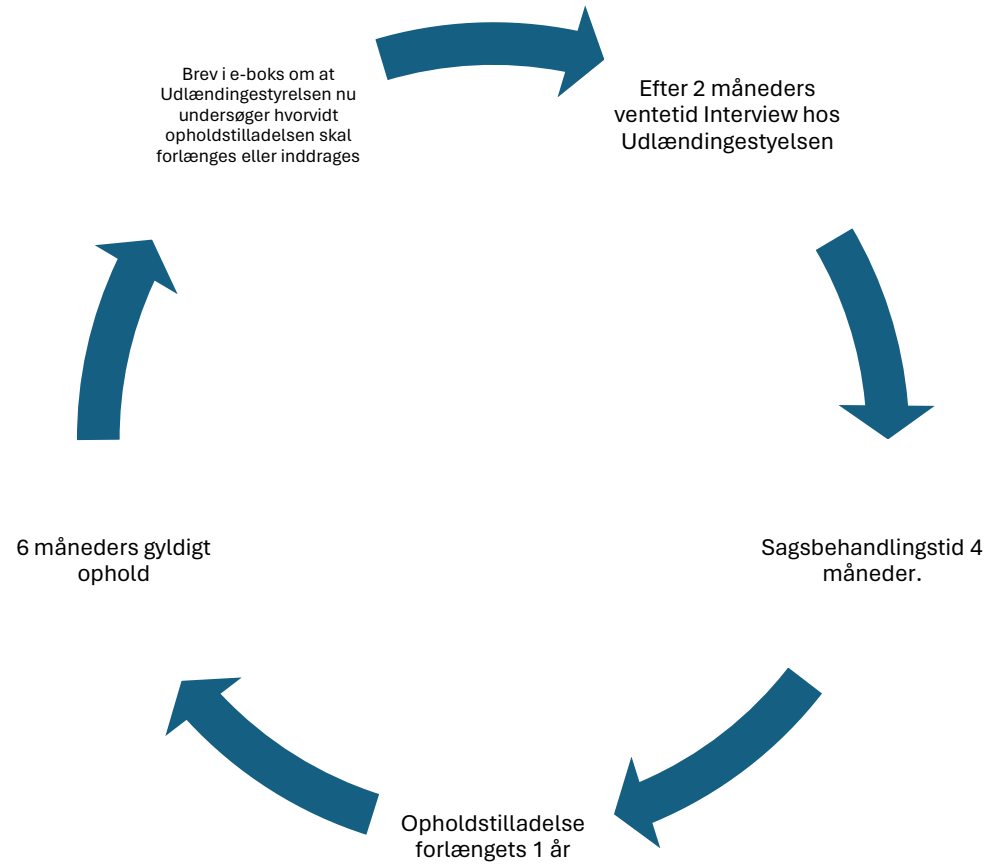 Brev i e-boks om at
Udlændingestyrelsen nu
undersøger hvorvidt
opholdstilladelsen skal
forlænges eller inddrages
Efter 2 måneders
ventetid Interview hos
Udlændingestyelsen
Sagsbehandlingstid 4
måneder.
Opholdstilladelse
forlængets 1 år
6 måneders gyldigt
ophold